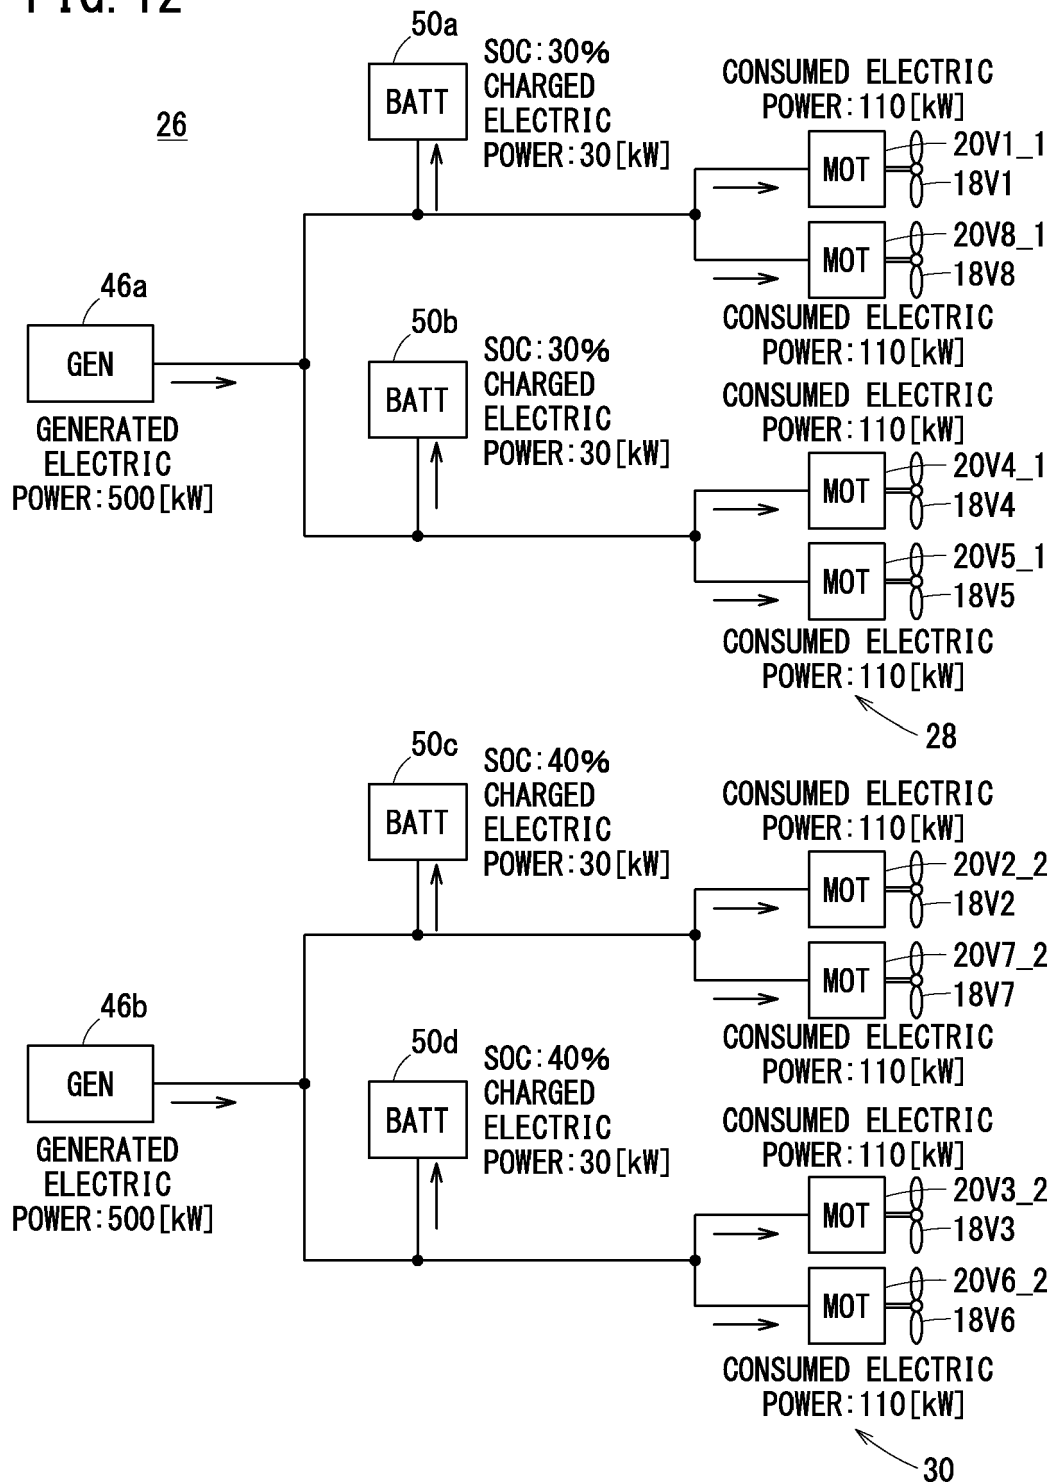 FIG. 12
26
50a
BATT
SOC:30%
CHARGED
ELECTRIC
POWER:30[kW]
CONSUMED ELECTRIC
POWER:110[kW]
MOT
20V1_1
18V1
MOT
20V8_1
18V8
CONSUMED ELECTRIC
POWER:110[kW]
46a
GEN
GENERATED
ELECTRIC
POWER:500[kW]
50b
BATT
SOC:30%
CHARGED
ELECTRIC
POWER:30[kW]
CONSUMED ELECTRIC
POWER:110[kW]
MOT
20V4_1
18V4
MOT
20V5_1
18V5
CONSUMED ELECTRIC
POWER:110[kW]
28
50c
BATT
SOC:40%
CHARGED
ELECTRIC
POWER:30[kW]
CONSUMED ELECTRIC
POWER:110[kW]
MOT
20V2_2
18V2
MOT
20V7_2
18V7
CONSUMED ELECTRIC
POWER:110[kW]
46b
GEN
GENERATED
ELECTRIC
POWER:500[kW]
50d
BATT
SOC:40%
CHARGED
ELECTRIC
POWER:30[kW]
CONSUMED ELECTRIC
POWER:110[kW]
MOT
20V3_2
18V3
MOT
20V6_2
18V6
CONSUMED ELECTRIC
POWER:110[kW]
30